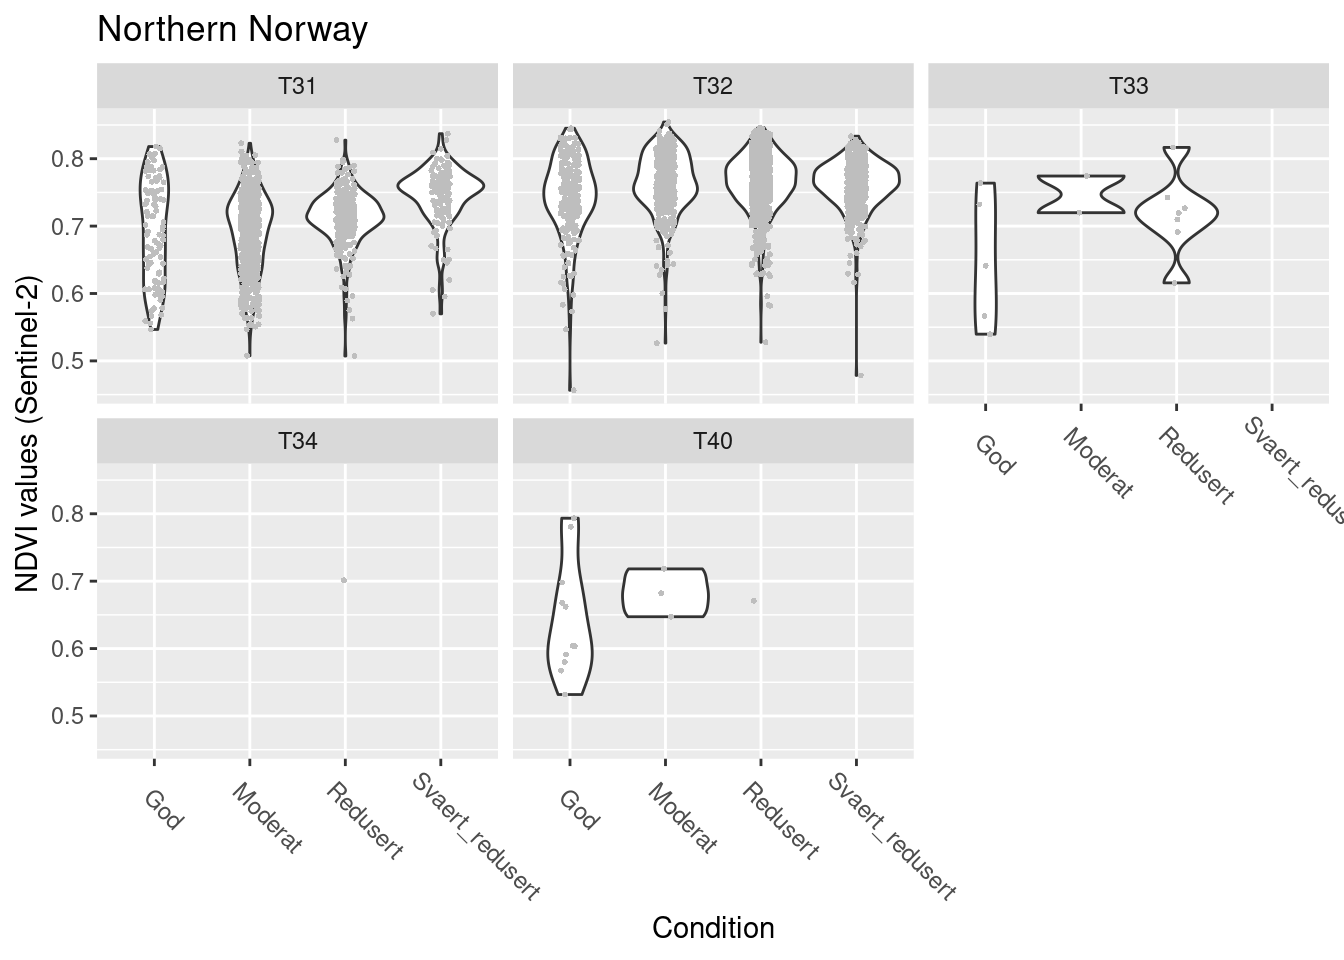 Northern Norway
T31 T32 T33
NDVI values (Sentinel-2)
0.8
0.7
0.6
0.5
God Moderat Redusert Svaert_redus
T34 T40
0.8
0.7
0.6
0.5
God Moderat Redusert Svaert_redusert God Moderat Redusert Svaert_redusert
Condition